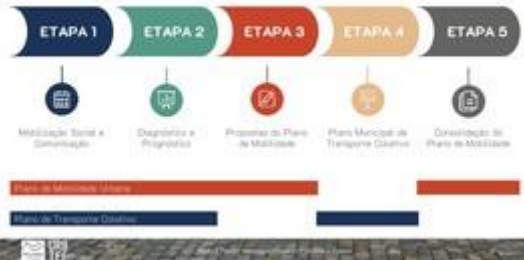 ETAPA 1
ETAPA 2
ETAPA 3
ETAPA 4
ETAPA 5
Mobilização Social e
Comunicação
Diagnóstico e
Prognóstico
Propostas do Plano
de Mobilidade
Plano Municipal de
Transporte Coletivo
Consolidação do
Plano de Mobilidade
Plano de Mobilidade Urbana
Plano de Transporte Coletivo